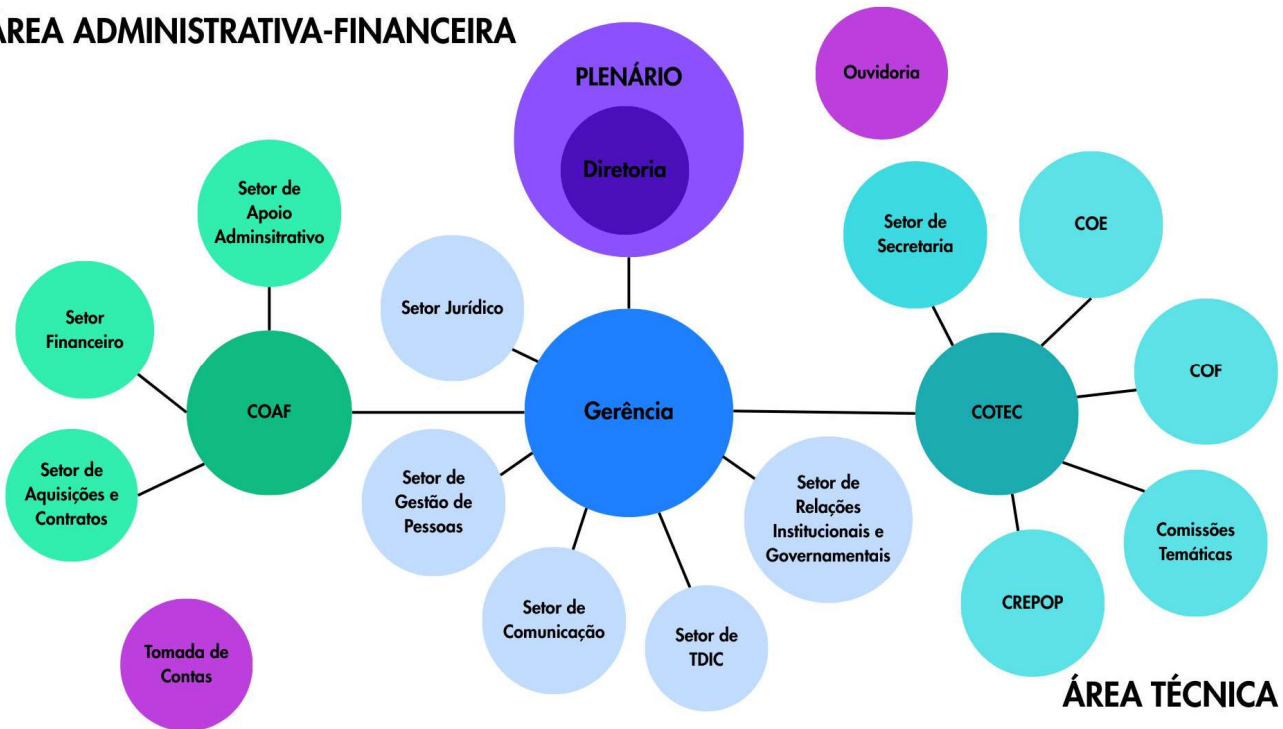 ÁREA ADMINISTRATIVA-FINANCEIRA
PLENÁRIO
Diretoria
Ouvidoria
Setor de
Apoio
Adminsitrativo
Setor
Financeiro
Setor de
Aquisições e
Contratos
COAF
Tomada de
Contas
Setor Jurídico
Gerência
Setor de
Gestão de
Pessoas
Setor de
Comunicação
Setor de
TDIC
Setor de
Relações
Institucionais e
Governamentais
Setor de
Secretaria
COE
COF
COTEC
Comissões
Temáticas
CREPOP
ÁREA TÉCNICA